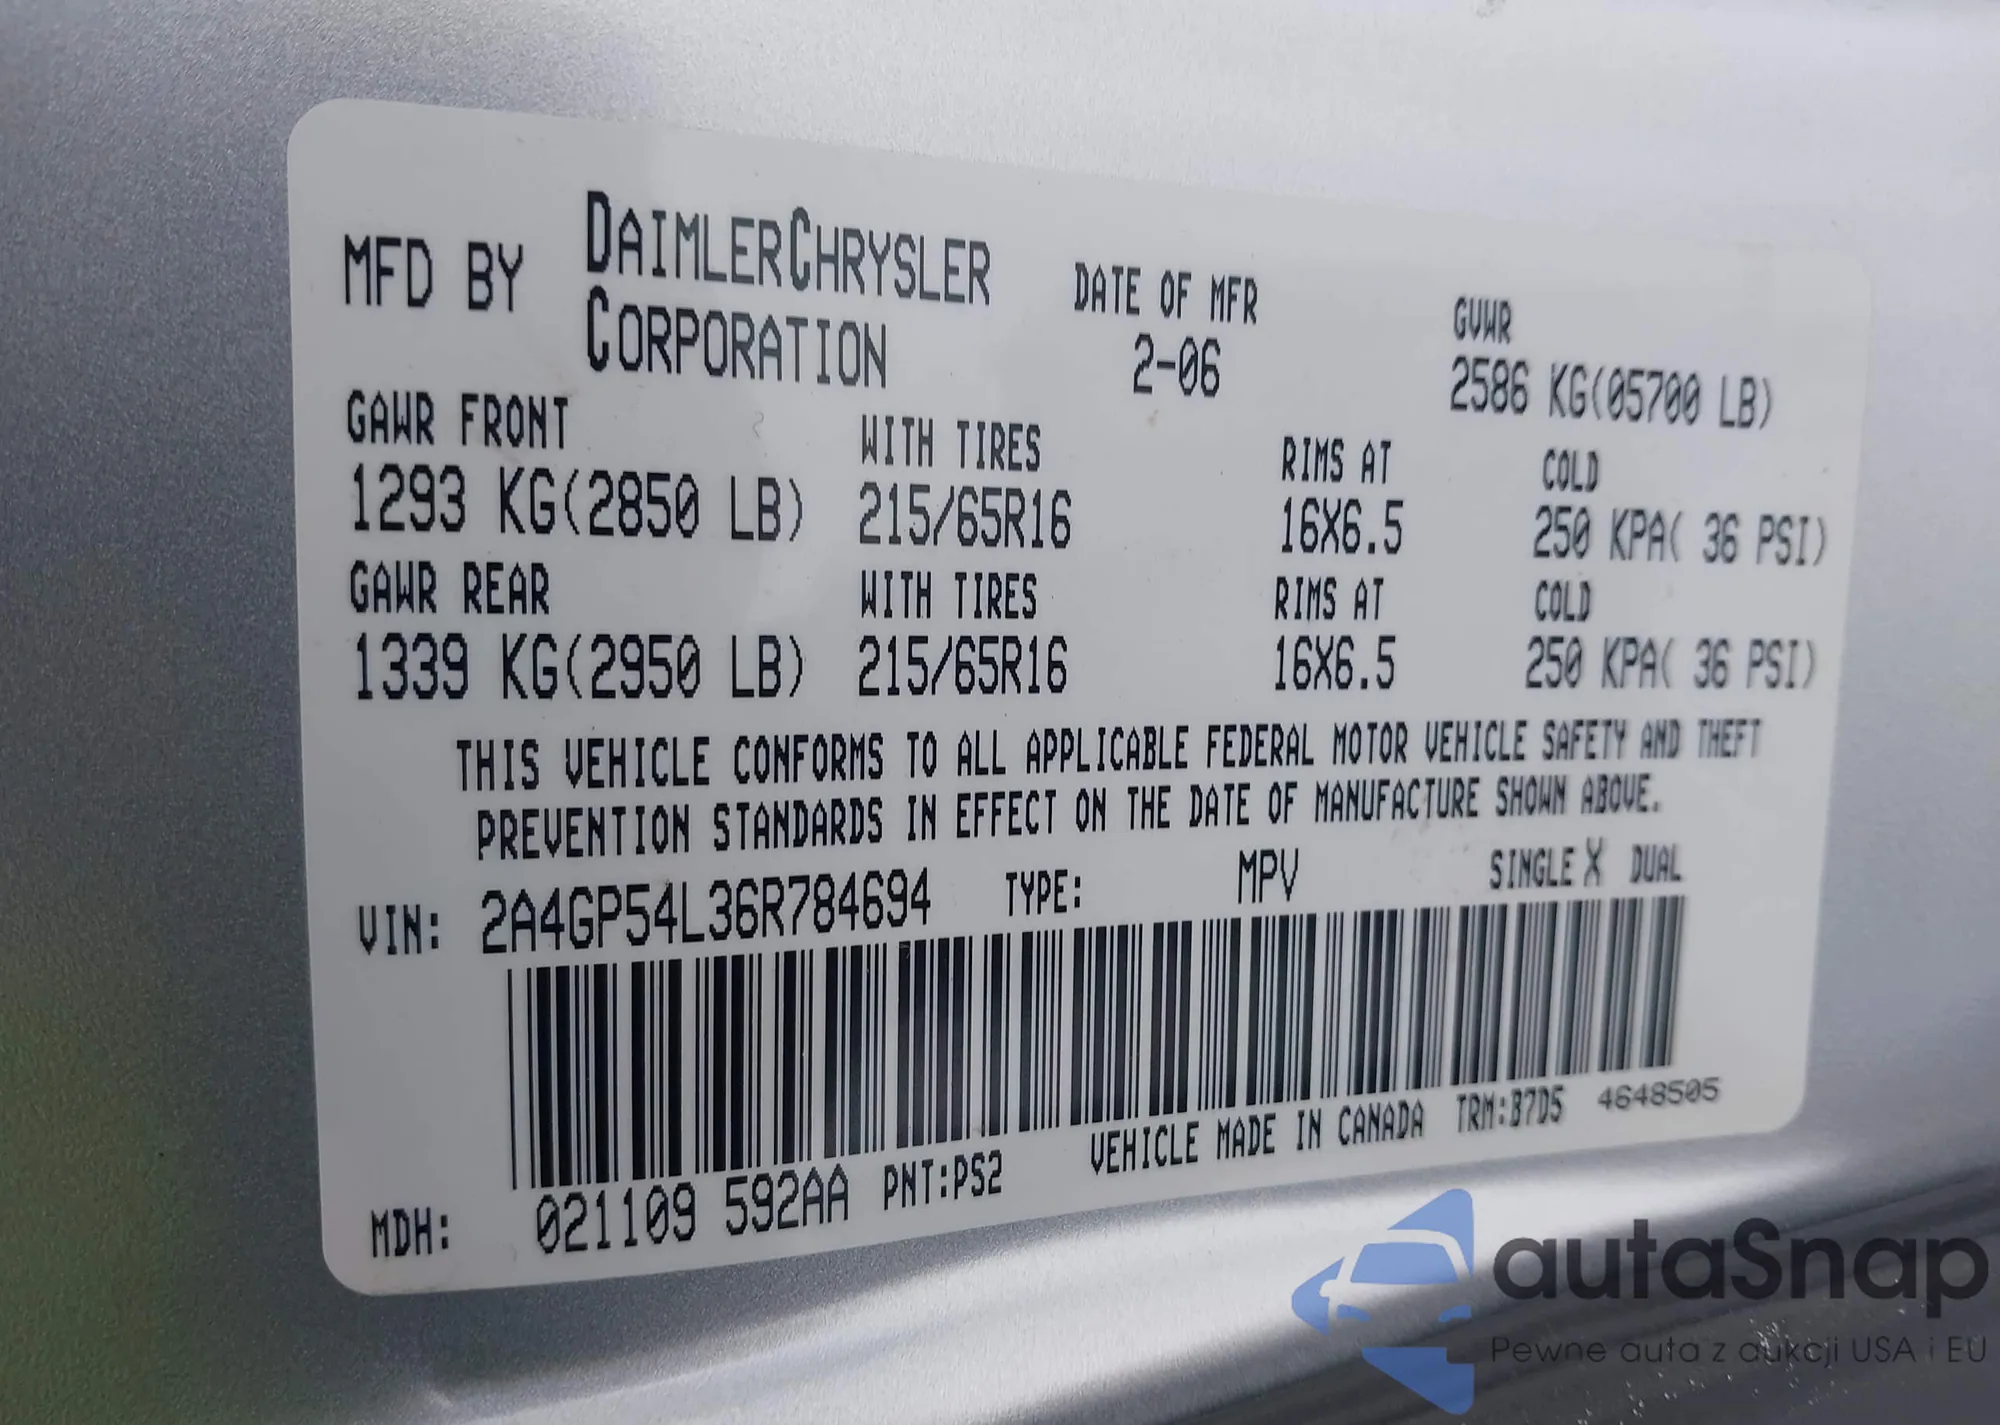 MFD BY DAIMLERCHRYSLER CORPORATION DATE OF MFR 2-06 GVWR 2586 KG(05700 LB)
GAWR FRONT WITH TIRES RIMS AT COLD
1293 KG(2850 LB) 215/65R16 16X6.5 250 KPA( 36 PSI)
GAWR REAR WITH TIRES RIMS AT COLD
1339 KG(2950 LB) 215/65R16 16X6.5 250 KPA( 36 PSI)
THIS VEHICLE CONFORMS TO ALL APPLICABLE FEDERAL MOTOR VEHICLE SAFETY AND THEFT
PREVENTION STANDARDS IN EFFECT ON THE DATE OF MANUFACTURE SHOWN ABOVE.
VIN: 2A4GP54L36R784694 TYPE: MPV SINGLE X DUAL
MDH: 021109 592AA PNT:PS2 VEHICLE MADE IN CANADA TRM:B7D5 4648505
autaSnap
Pewne auta z aukcji USA i EU